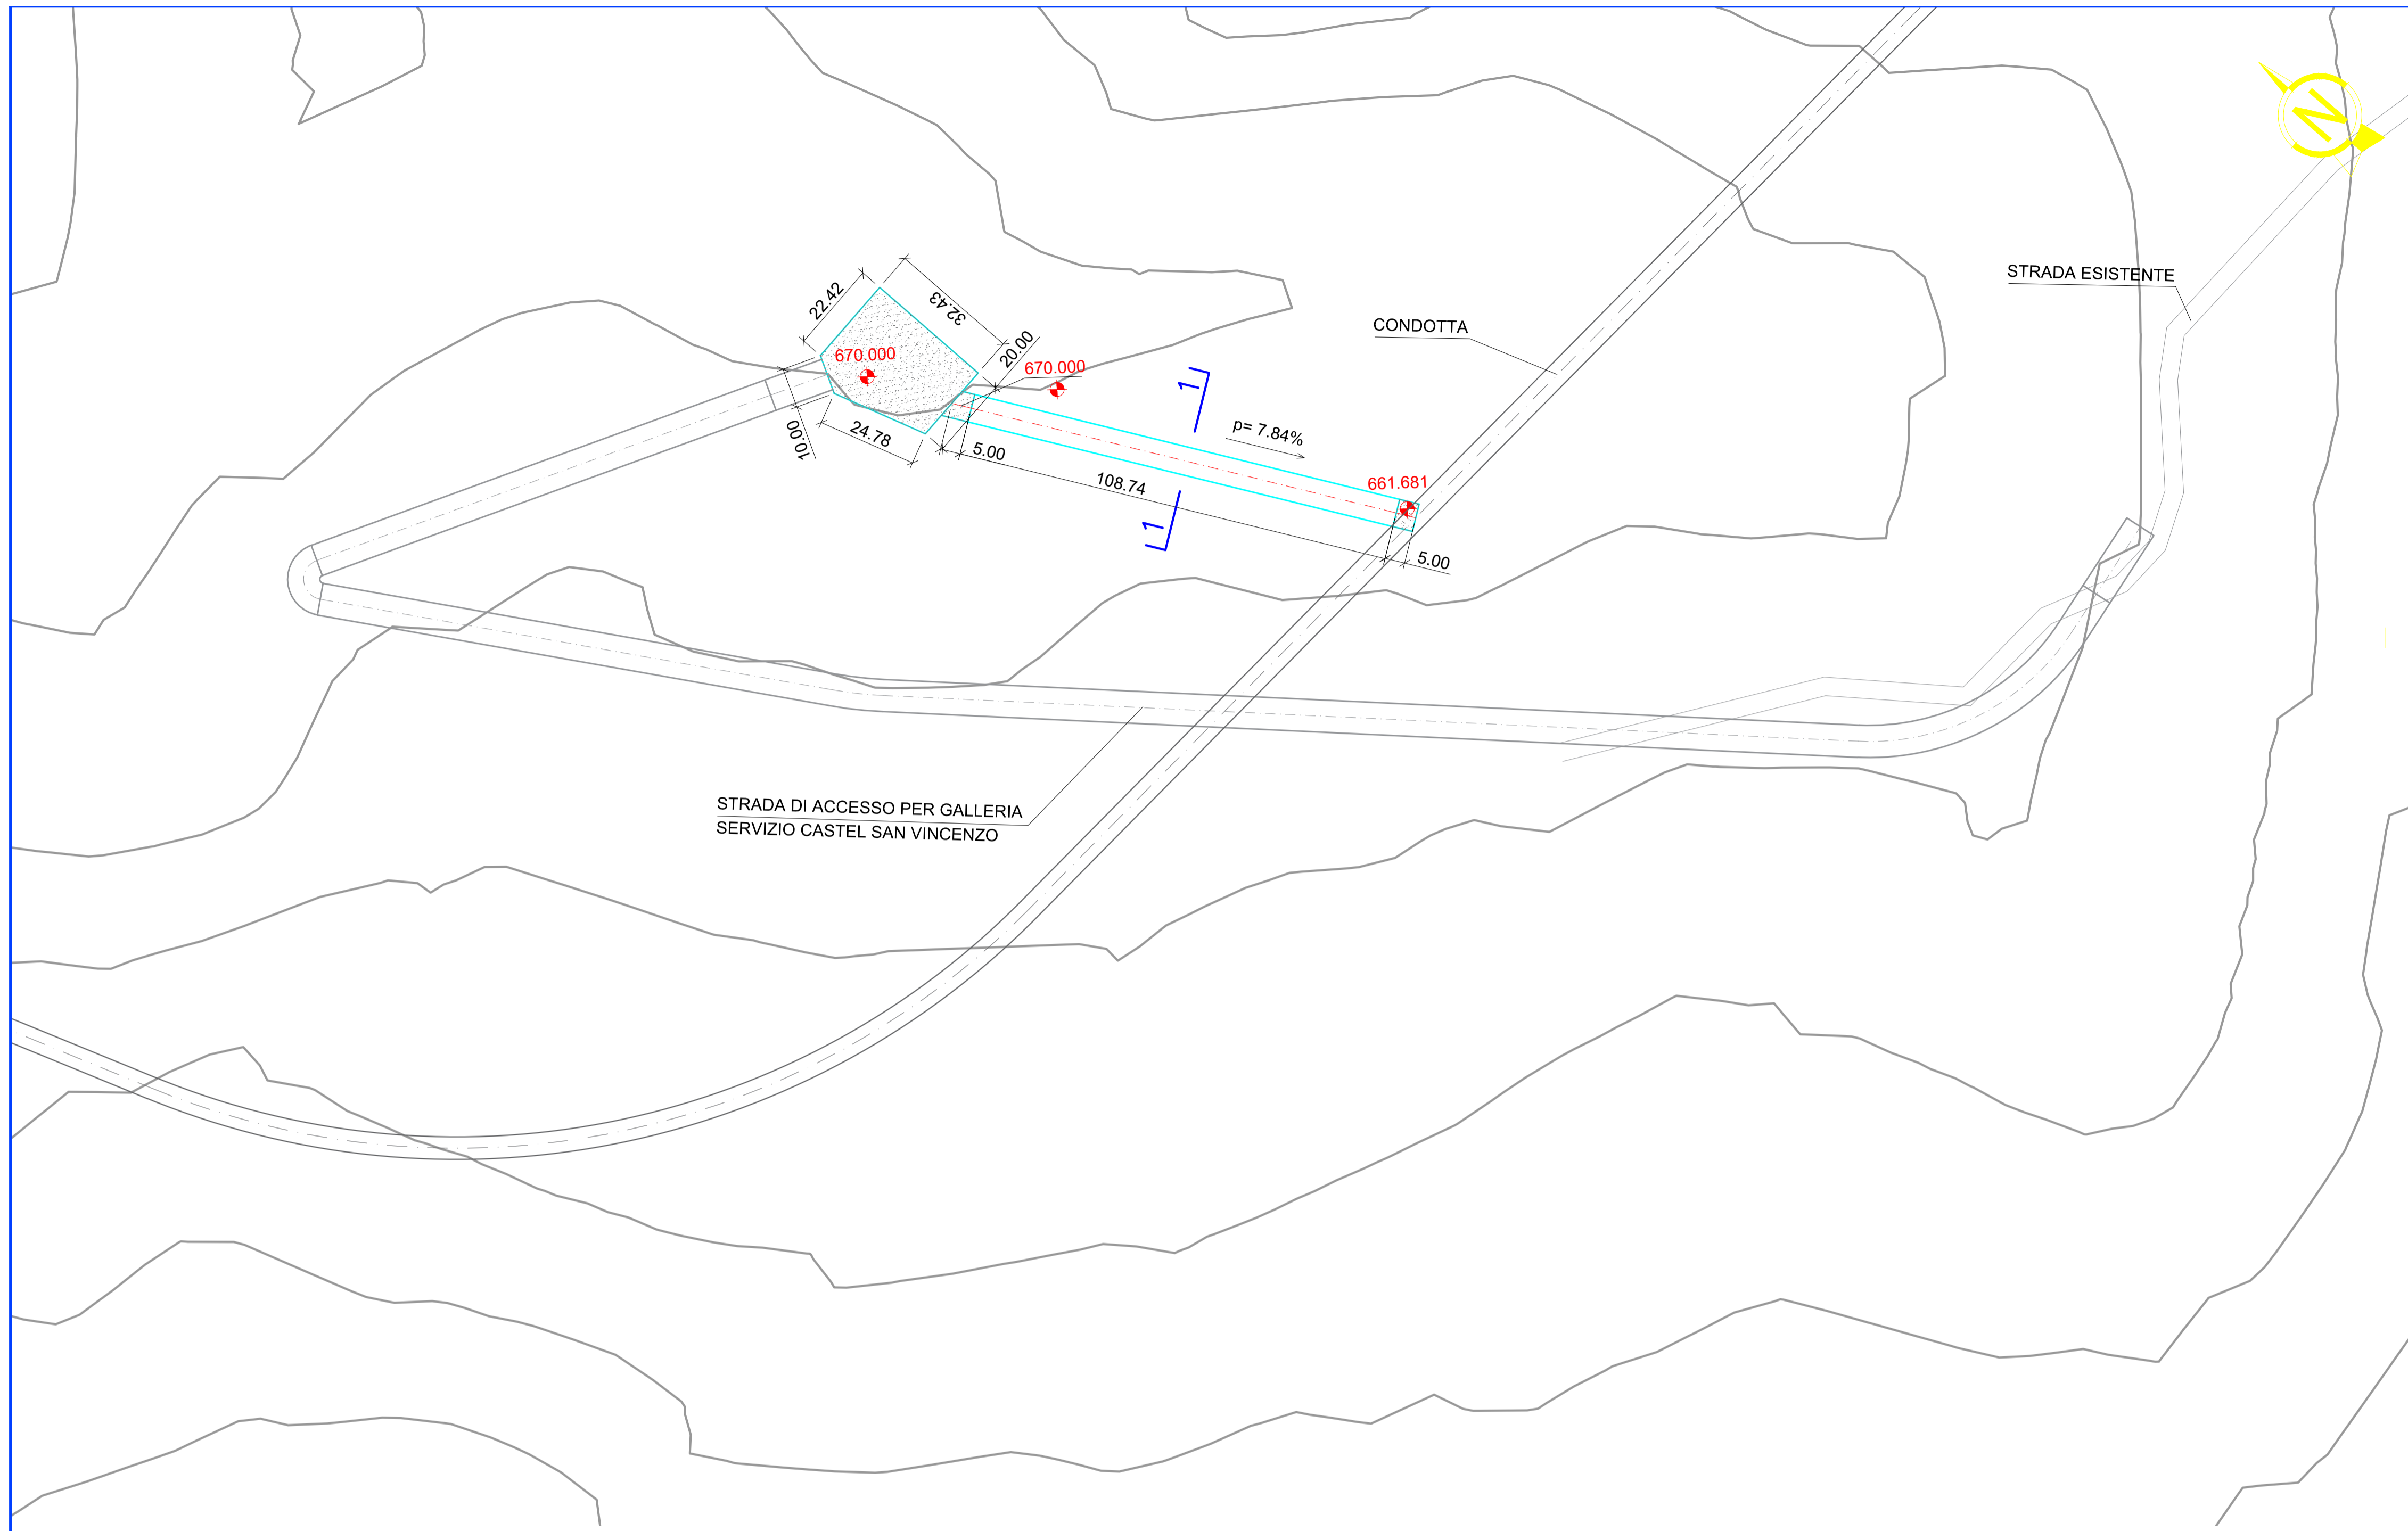 N
STRADA ESISTENTE
22.42
32.43
CONDOTTA
20.00
670.000
670.000
1
p= 7.84%
10.00
24.78
5.00
108.74
661.681
1
5.00
STRADA DI ACCESSO PER GALLERIA
SERVIZIO CASTEL SAN VINCENZO